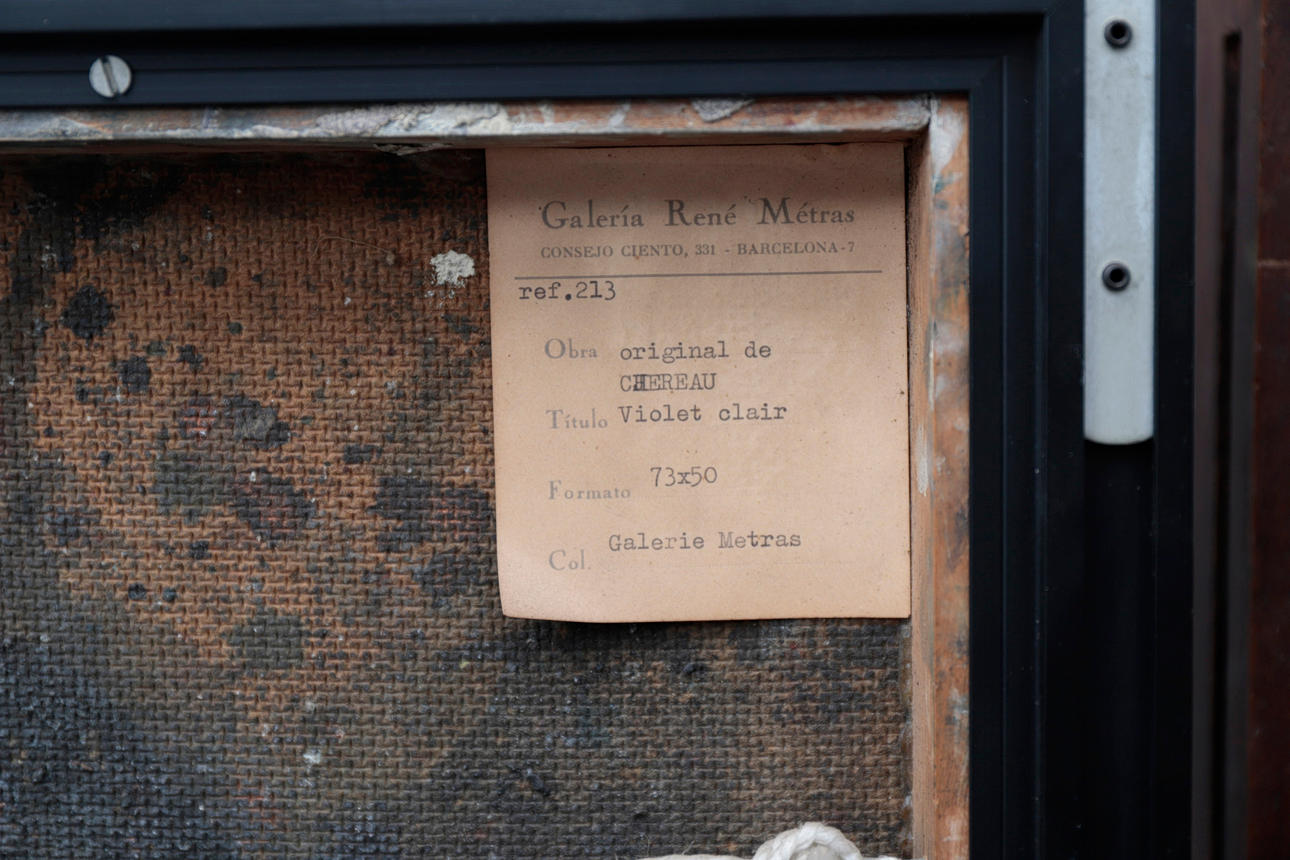 Galería René Métras
CONSEJO CIENTO, 331 - BARCELONA-7
ref.213
Obra original de
CHEREAU
Título Violet clair
Formato 73x50
Col. Galerie Metras